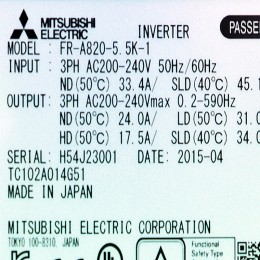 MITSUBISHI
ELECTRIC
INVERTER
PASSE
MODEL : FR-A820-5.5K-1
INPUT : 3PH AC200-240V 50Hz/60Hz
ND(50℃) 33.4A/ SLD(40℃) 45.1
OUTPUT: 3PH AC200-240Vmax 0.2-590Hz
ND(50℃) 24.0A/ LD(50℃) 31.0
HD(50℃) 17.5A/ SLD(40℃) 34.0
SERIAL: H54J23001 DATE: 2015-04
TC102A014G51
MADE IN JAPAN
MITSUBISHI ELECTRIC CORPORATION
TOKYO 100-8310, JAPAN
Functional
Safety Type